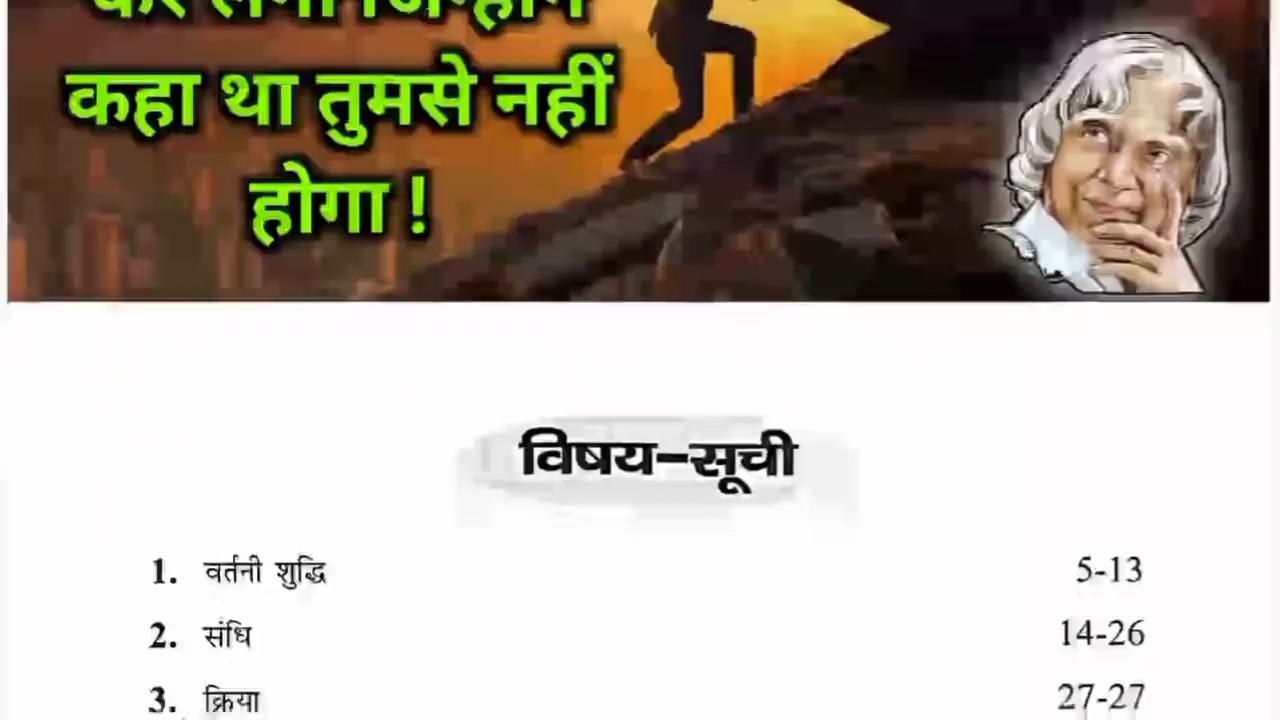 कहा था तुमसे नहीं
होगा !
विषय-सूची
1. वर्तनी शुद्धि 5-13
2. संधि 14-26
3. क्रिया 27-27